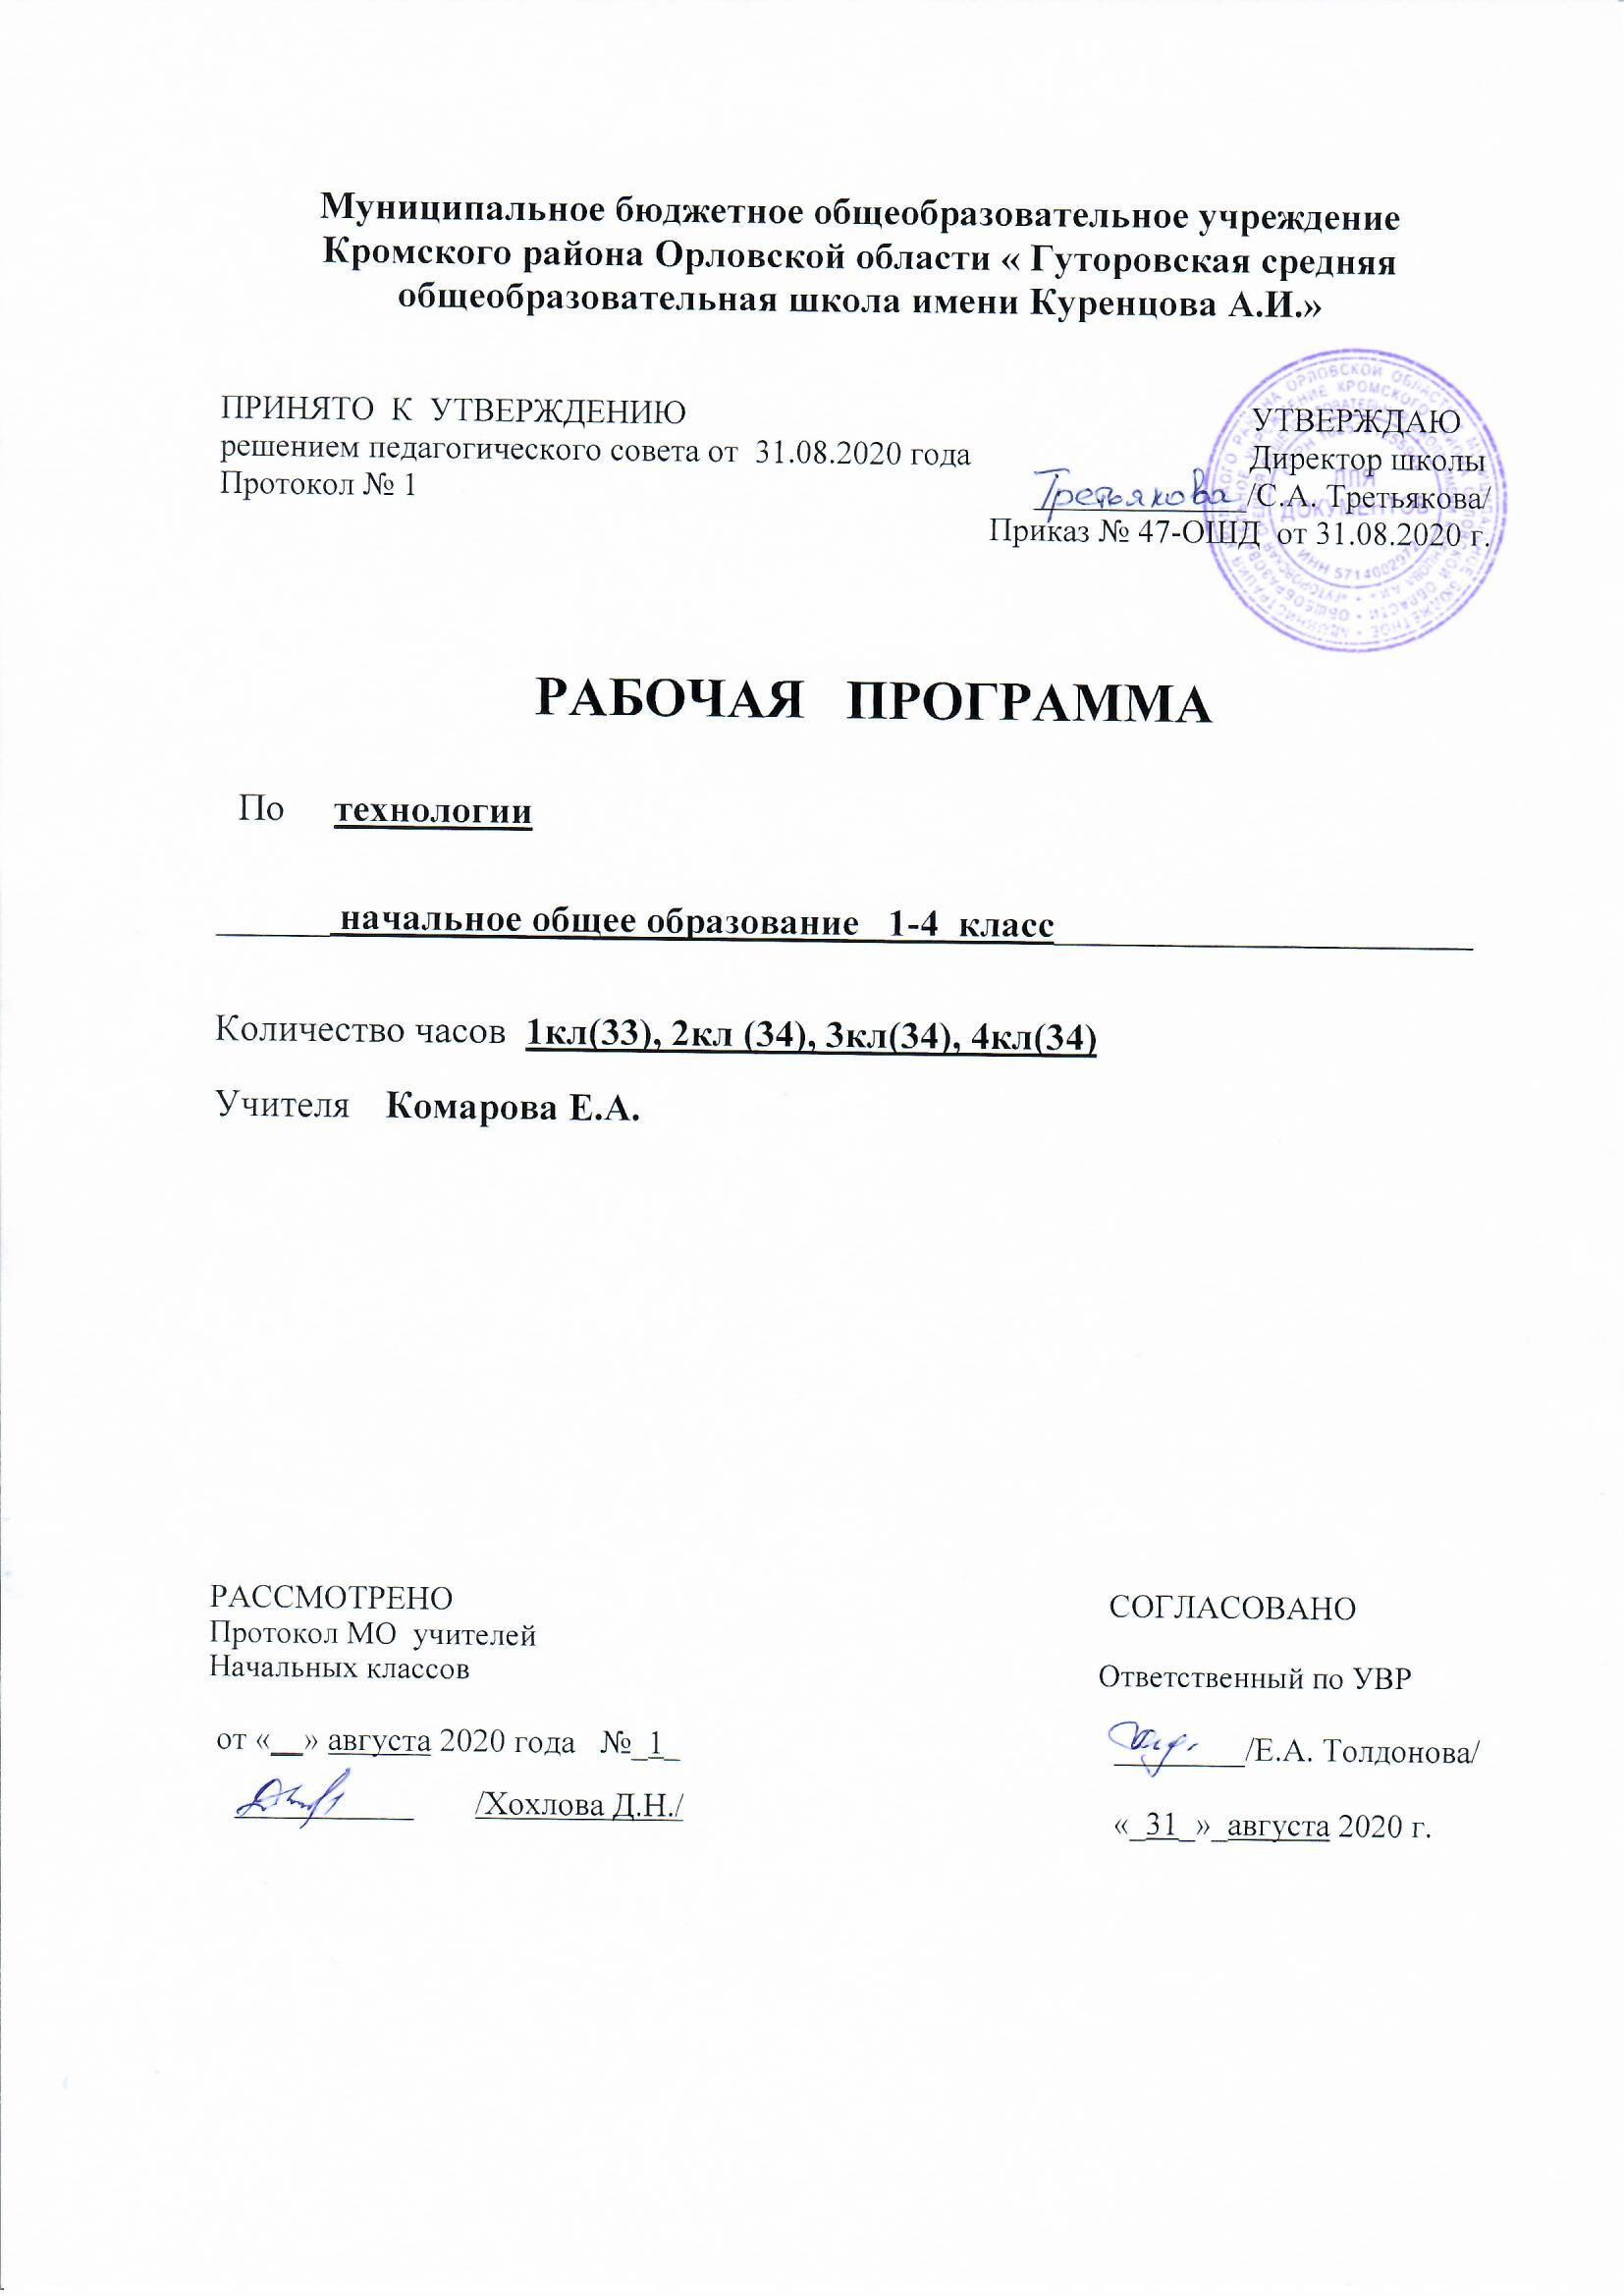 Муниципальное бюджетное общеобразовательное учреждение
Кромского района Орловской области « Гуторовская средняя
общеобразовательная школа имени Куренцова А.И.»
ПРИНЯТО К УТВЕРЖДЕНИЮ
решением педагогического совета от 31.08.2020 года
Протокол № 1
УТВЕРЖДАЮ
Директор школы
Третьякова /С.А. Третьякова/
Приказ № 47-ОШД от 31.08.2020 г.
ДЛЯ
ДОКУМЕНТОВ
РАБОЧАЯ ПРОГРАММА
По технологии
начальное общее образование 1-4 класс
Количество часов 1кл(33), 2кл (34), 3кл(34), 4кл(34)
Учителя Комарова Е.А.
РАССМОТРЕНО
Протокол МО учителей
Начальных классов
от «__» августа 2020 года №_1_
/Хохлова Д.Н./
СОГЛАСОВАНО
Ответственный по УВР
/Е.А. Толдонова/
«_31_»_августа 2020 г.